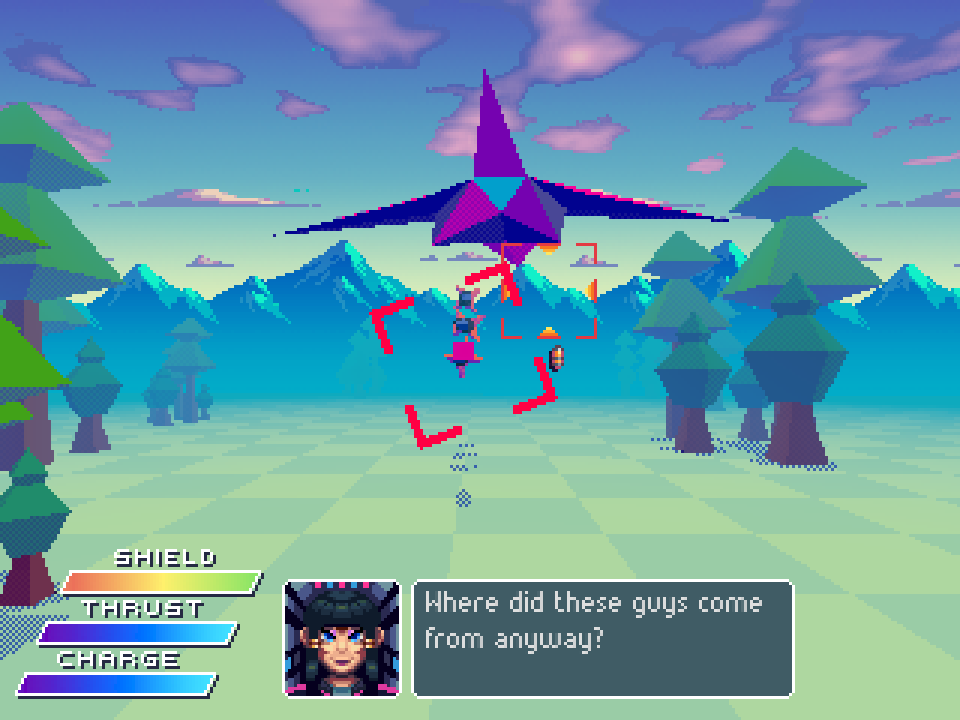 SHIELD
THRUST
CHARGE
Where did these guys come
from anyway?